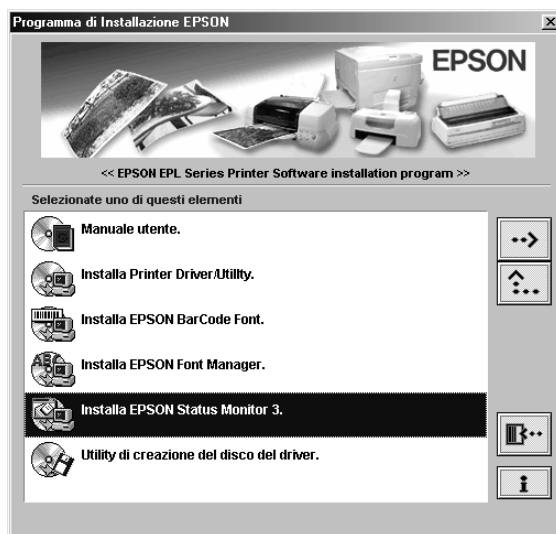 Programma di Installazione EPSON
EPSON
<< EPSON EPL Series Printer Software installation program >>
Selezionate uno di questi elementi
Manuale utente.
Installa Printer Driver/Utility.
Installa EPSON BarCode Font.
Installa EPSON Font Manager.
Installa EPSON Status Monitor 3.
Utility di creazione del disco del driver.